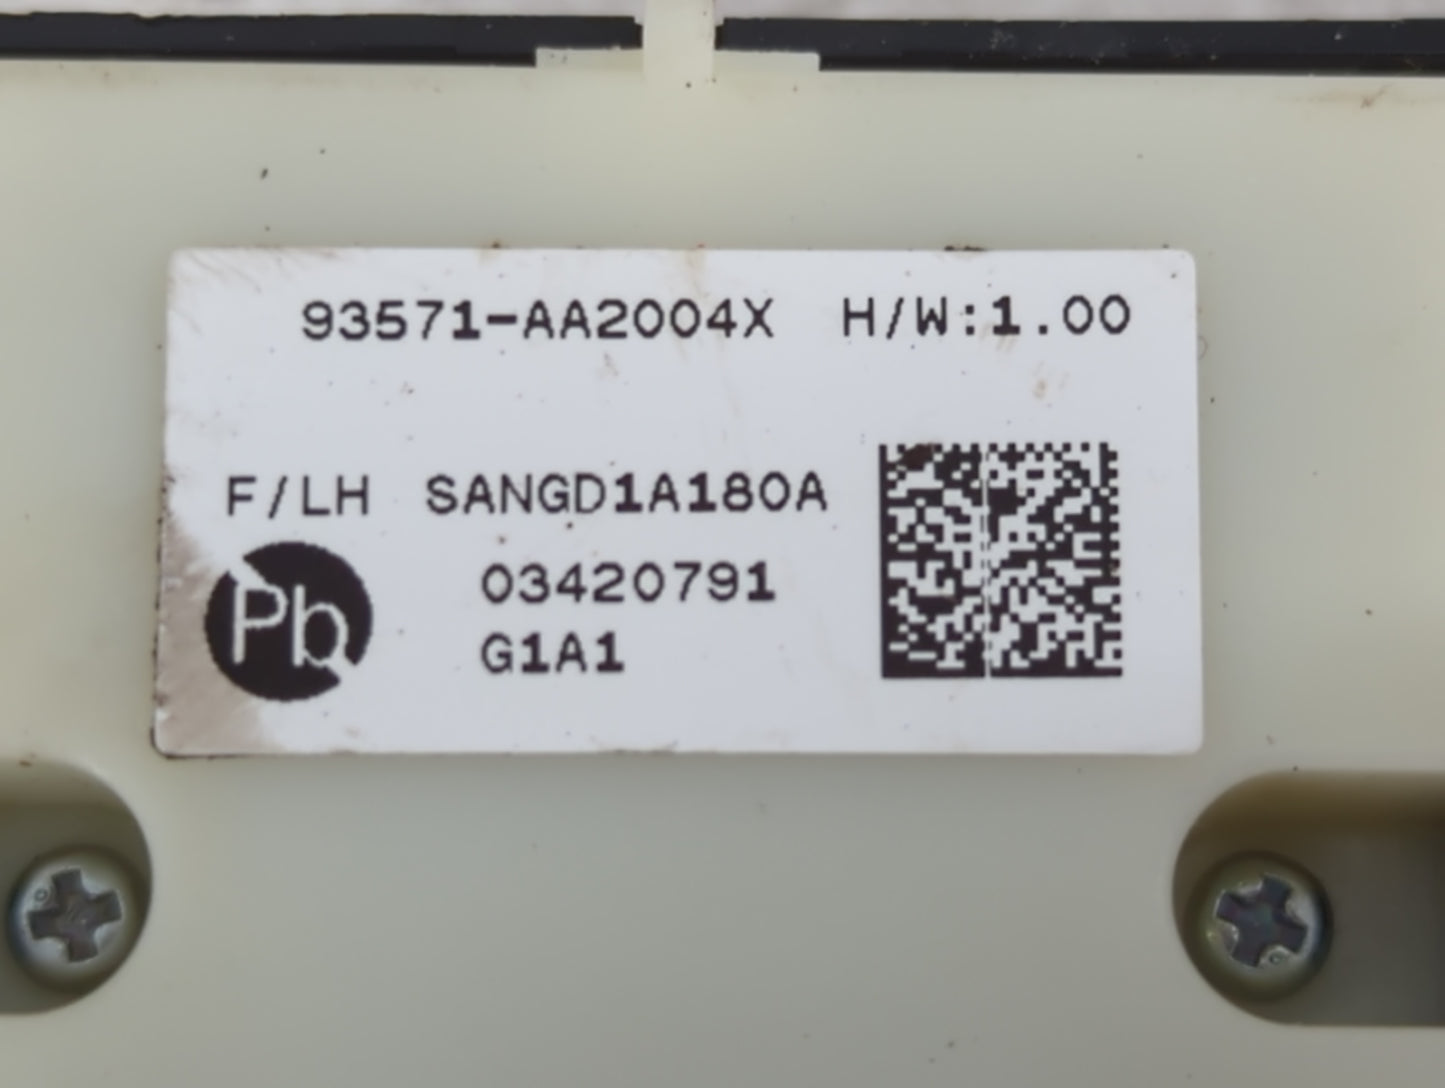 93571-AA2004X H/W:1.00
F/LH SANGD1A180A
Pb 03420791
G1A1